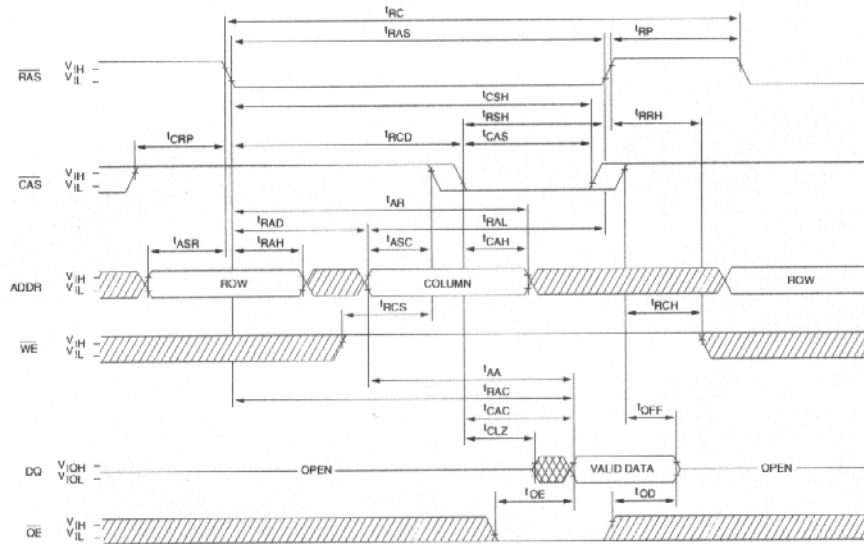 tRC
tRAS
tRP
RAS
VIH
VIL
tCSH
tRSH
tRRH
tRCD
tCAS
tCRP
CAS
VIH
VIL
tAR
tRAD
tRAL
tASR
tRAH
tASC
tCAH
ADDR
VIH
VIL
ROW
COLUMN
ROW
tRCS
tRCH
WE
VIH
VIL
tAA
tRAC
tCAC
tOFF
tCLZ
DQ
VIOH
VIOL
OPEN
VALID DATA
OPEN
tOE
tOD
OE
VIH
VIL